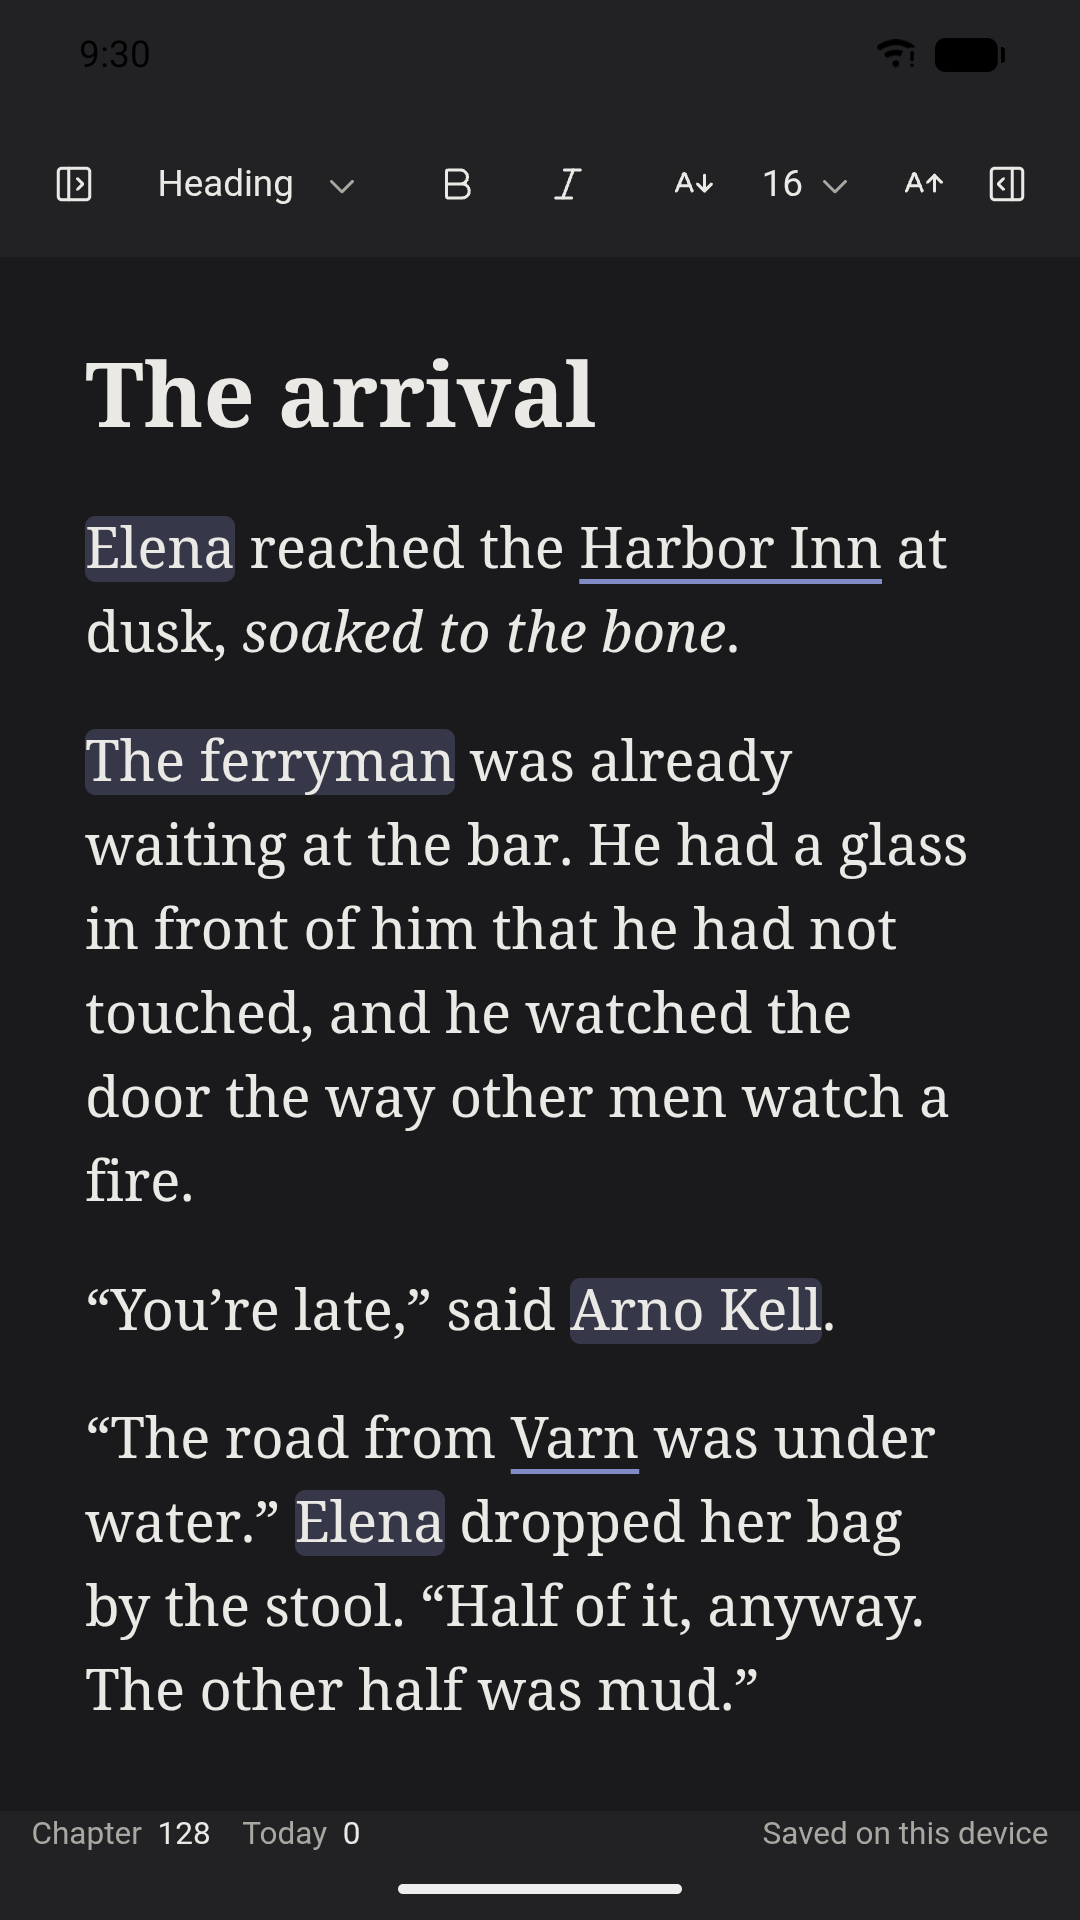 9:30
Heading B I A↓ 16 A↑
The arrival
Elena reached the Harbor Inn at
dusk, soaked to the bone.
The ferryman was already
waiting at the bar. He had a glass
in front of him that he had not
touched, and he watched the
door the way other men watch a
fire.
“You’re late,” said Arno Kell.
“The road from Varn was under
water.” Elena dropped her bag
by the stool. “Half of it, anyway.
The other half was mud.”
Chapter 128 Today 0 Saved on this device